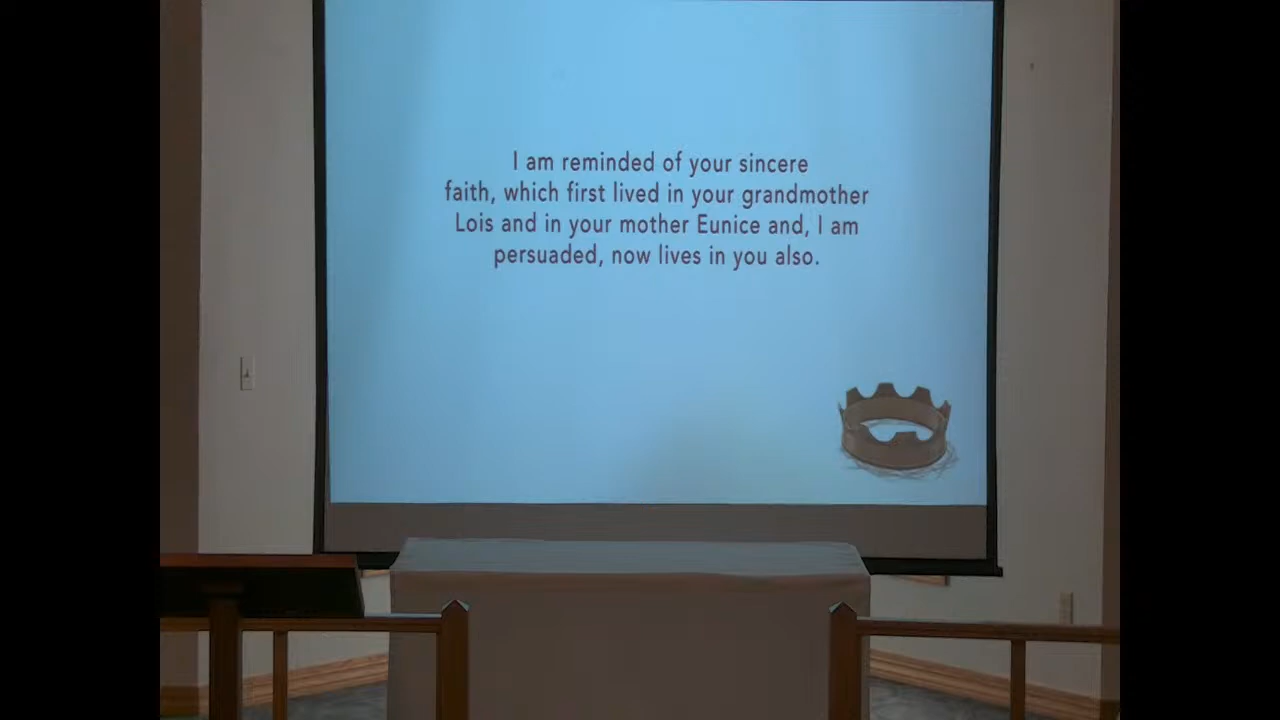 I am reminded of your sincere
faith, which first lived in your grandmother
Lois and in your mother Eunice and, I am
persuaded, now lives in you also.